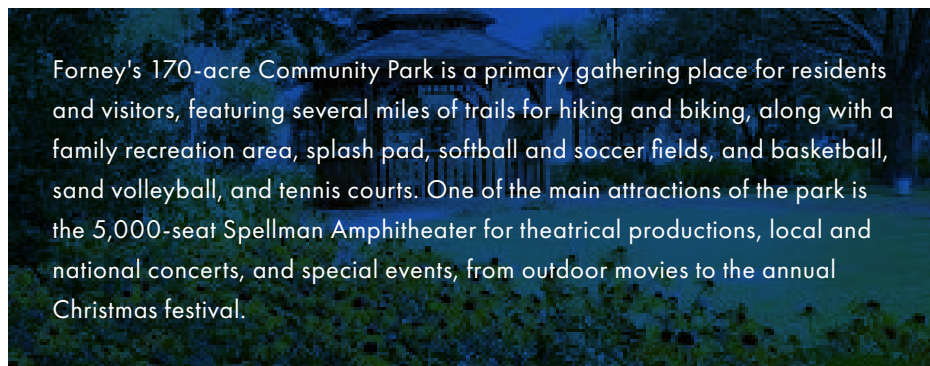 Forney's 170-acre Community Park is a primary gathering place for residents
and visitors, featuring several miles of trails for hiking and biking, along with a
family recreation area, splash pad, softball and soccer fields, and basketball,
sand volleyball, and tennis courts. One of the main attractions of the park is
the 5,000-seat Spellman Amphitheater for theatrical productions, local and
national concerts, and special events, from outdoor movies to the annual
Christmas festival.